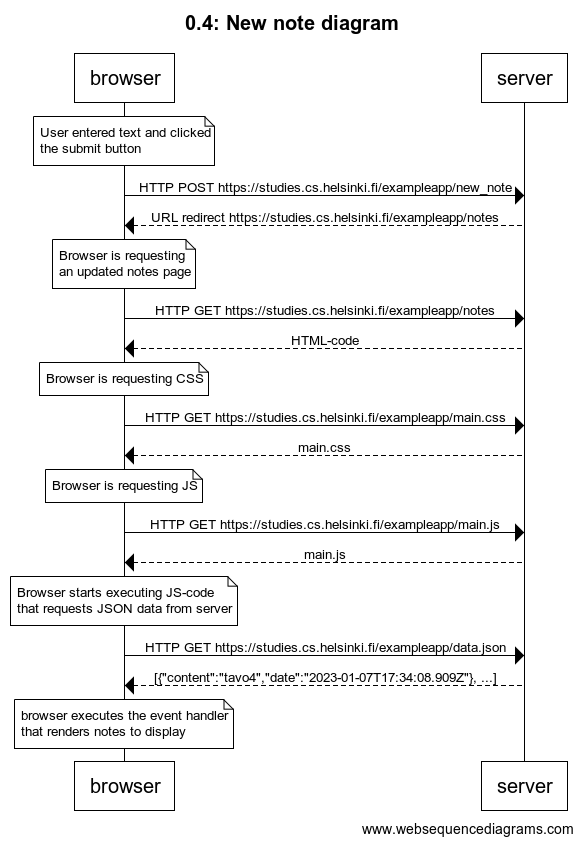 0.4: New note diagram
browser
server
User entered text and clicked
the submit button
HTTP POST https://studies.cs.helsinki.fi/exampleapp/new_note
URL redirect https://studies.cs.helsinki.fi/exampleapp/notes
Browser is requesting
an updated notes page
HTTP GET https://studies.cs.helsinki.fi/exampleapp/notes
HTML-code
Browser is requesting CSS
HTTP GET https://studies.cs.helsinki.fi/exampleapp/main.css
main.css
Browser is requesting JS
HTTP GET https://studies.cs.helsinki.fi/exampleapp/main.js
main.js
Browser starts executing JS-code
that requests JSON data from server
HTTP GET https://studies.cs.helsinki.fi/exampleapp/data.json
[{"content":"tavo4","date":"2023-01-07T17:34:08.909Z"}, ...]
browser executes the event handler
that renders notes to display
browser
server
www.websequencediagrams.com